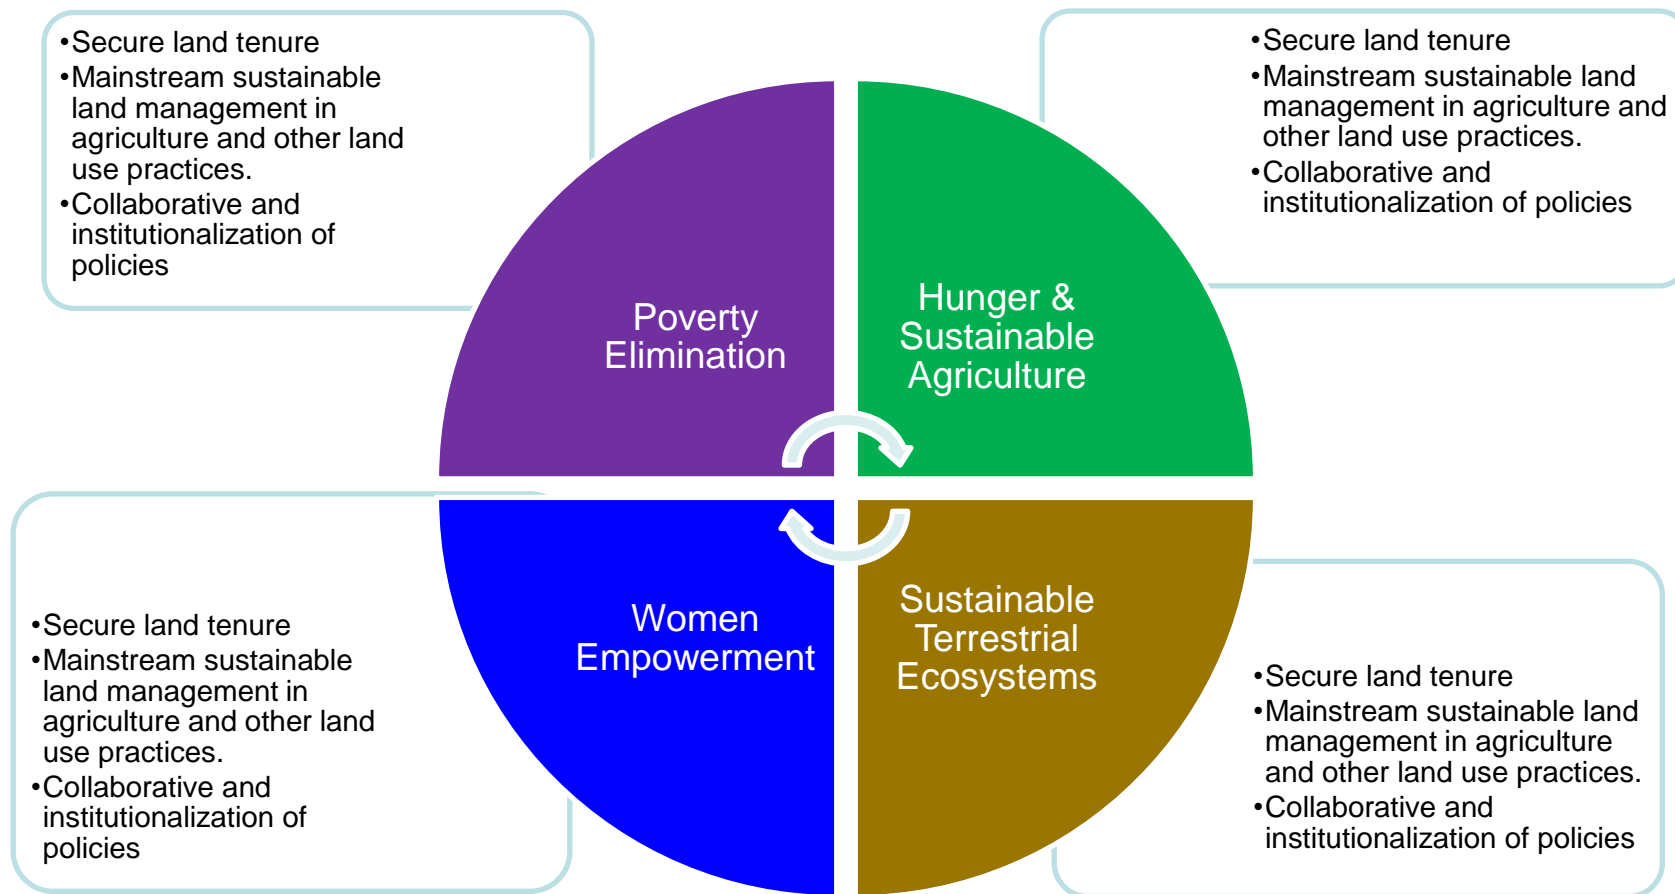 •Secure land tenure
•Mainstream sustainable
land management in
agriculture and other land
use practices.
•Collaborative and
institutionalization of
policies
•Secure land tenure
•Mainstream sustainable land
management in agriculture and
other land use practices.
•Collaborative and
institutionalization of policies
Poverty
Elimination
Hunger &
Sustainable
Agriculture
Women
Empowerment
Sustainable
Terrestrial
Ecosystems
•Secure land tenure
•Mainstream sustainable
land management in
agriculture and other land
use practices.
•Collaborative and
institutionalization of
policies
•Secure land tenure
•Mainstream sustainable land
management in agriculture
and other land use practices.
•Collaborative and
institutionalization of policies